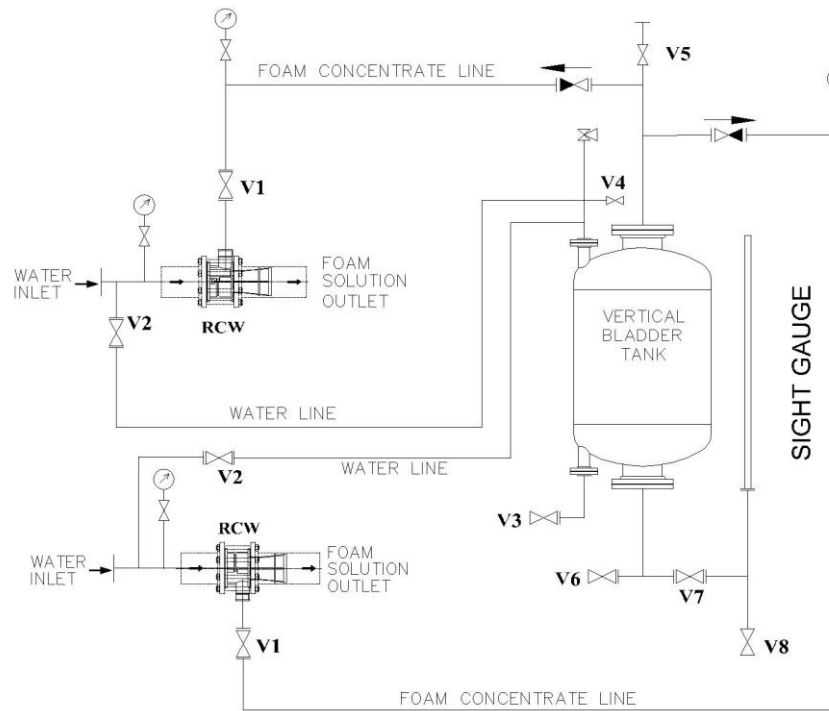 V5
FOAM CONCENTRATE LINE
V1
V4
WATER
INLET
FOAM
SOLUTION
OUTLET
RCW
V2
VERTICAL
BLADDER
TANK
SIGHT GAUGE
WATER LINE
V2
WATER LINE
V3
RCW
WATER
INLET
FOAM
SOLUTION
OUTLET
V6
V7
V1
V8
FOAM CONCENTRATE LINE